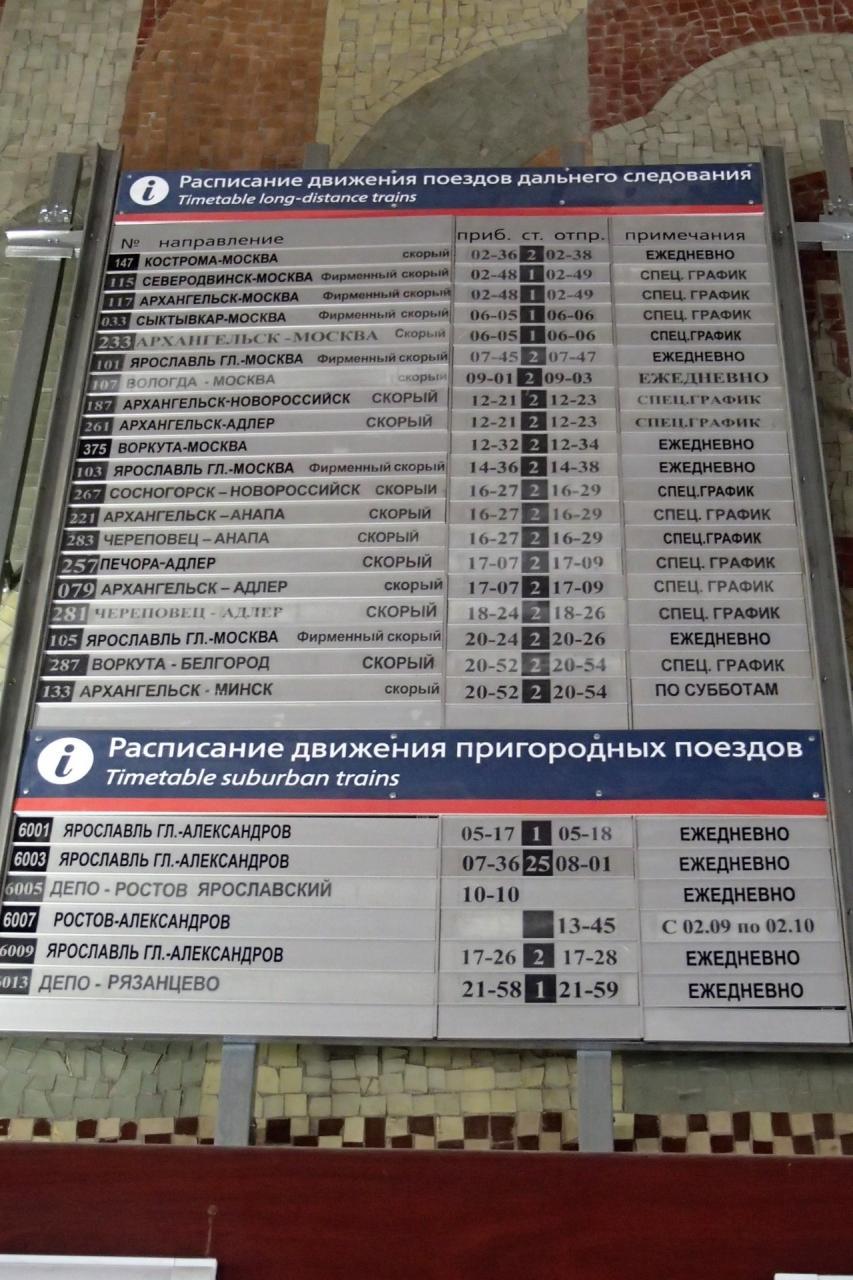 i Расписание движения поездов дальнего следования
Timetable long-distance trains
№ направление приб. ст. отпр. примечания
147 КОСТРОМА-МОСКВА скорый 02-36 2 02-38 ЕЖЕДНЕВНО
115 СЕВЕРОДВИНСК-МОСКВА Фирменный скорый 02-48 1 02-49 СПЕЦ. ГРАФИК
117 АРХАНГЕЛЬСК-МОСКВА Фирменный скорый 02-48 1 02-49 СПЕЦ. ГРАФИК
033 СЫКТЫВКАР-МОСКВА Фирменный скорый 06-05 1 06-06 СПЕЦ. ГРАФИК
233 АРХАНГЕЛЬСК - МОСКВА Скорый 06-05 1 06-06 СПЕЦ.ГРАФИК
101 ЯРОСЛАВЛЬ ГЛ.-МОСКВА Фирменный скорый 07-45 2 07-47 ЕЖЕДНЕВНО
107 ВОЛОГДА - МОСКВА скорый 09-01 2 09-03 ЕЖЕДНЕВНО
187 АРХАНГЕЛЬСК-НОВОРОССИЙСК СКОРЫЙ 12-21 2 12-23 СПЕЦ.ГРАФИК
261 АРХАНГЕЛЬСК-АДЛЕР СКОРЫЙ 12-21 2 12-23 СПЕЦ.ГРАФИК
375 ВОРКУТА-МОСКВА 12-32 2 12-34 ЕЖЕДНЕВНО
103 ЯРОСЛАВЛЬ ГЛ.-МОСКВА Фирменный скорый 14-36 2 14-38 ЕЖЕДНЕВНО
267 СОСНОГОРСК – НОВОРОССИЙСК СКОРЫЙ 16-27 2 16-29 СПЕЦ.ГРАФИК
221 АРХАНГЕЛЬСК – АНАПА СКОРЫЙ 16-27 2 16-29 СПЕЦ. ГРАФИК
283 ЧЕРЕПОВЕЦ – АНАПА СКОРЫЙ 16-27 2 16-29 СПЕЦ.ГРАФИК
257 ПЕЧОРА-АДЛЕР СКОРЫЙ 17-07 2 17-09 СПЕЦ. ГРАФИК
079 АРХАНГЕЛЬСК – АДЛЕР скорый 17-07 2 17-09 СПЕЦ. ГРАФИК
281 ЧЕРЕПОВЕЦ - АДЛЕР СКОРЫЙ 18-24 2 18-26 СПЕЦ. ГРАФИК
105 ЯРОСЛАВЛЬ ГЛ.-МОСКВА Фирменный скорый 20-24 2 20-26 ЕЖЕДНЕВНО
287 ВОРКУТА - БЕЛГОРОД СКОРЫЙ 20-52 2 20-54 СПЕЦ. ГРАФИК
133 АРХАНГЕЛЬСК - МИНСК скорый 20-52 2 20-54 ПО СУББОТАМ
i Расписание движения пригородных поездов
Timetable suburban trains
6001 ЯРОСЛАВЛЬ ГЛ.-АЛЕКСАНДРОВ 05-17 1 05-18 ЕЖЕДНЕВНО
6003 ЯРОСЛАВЛЬ ГЛ.-АЛЕКСАНДРОВ 07-36 25 08-01 ЕЖЕДНЕВНО
6005 ДЕПО - РОСТОВ ЯРОСЛАВСКИЙ 10-10 ЕЖЕДНЕВНО
6007 РОСТОВ-АЛЕКСАНДРОВ 13-45 С 02.09 по 02.10
6009 ЯРОСЛАВЛЬ ГЛ.-АЛЕКСАНДРОВ 17-26 2 17-28 ЕЖЕДНЕВНО
6013 ДЕПО - РЯЗАНЦЕВО 21-58 1 21-59 ЕЖЕДНЕВНО